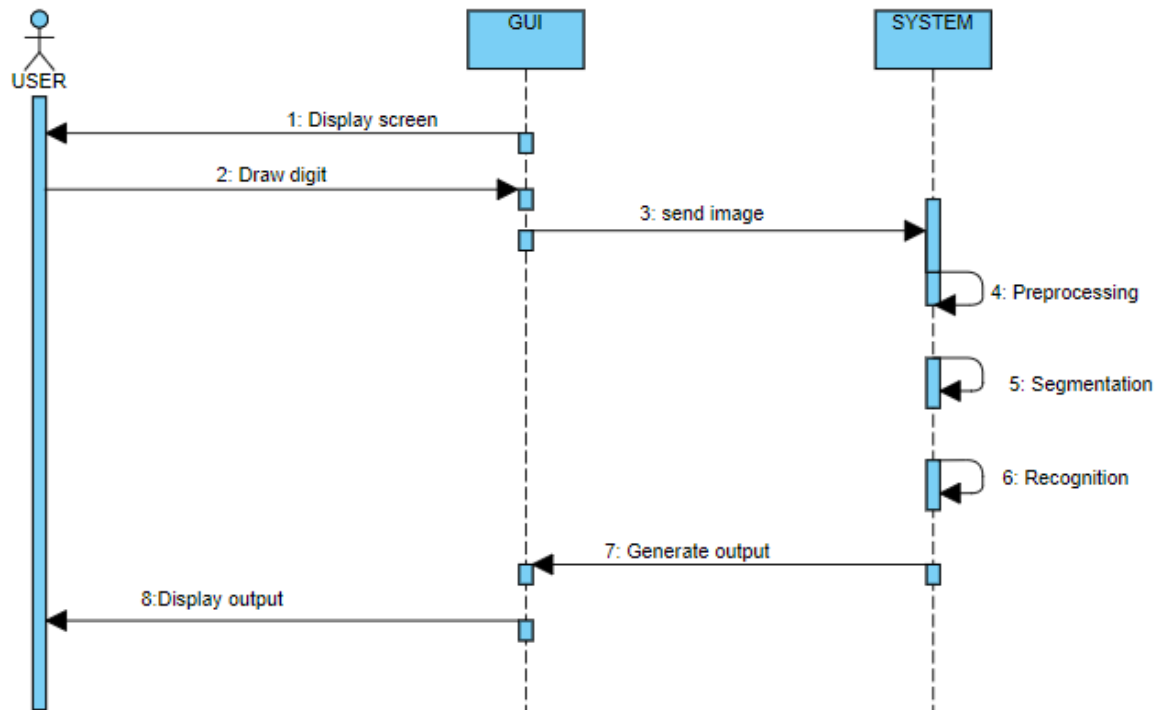 USER
GUI
SYSTEM
1: Display screen
2: Draw digit
3: send image
4: Preprocessing
5: Segmentation
6: Recognition
7: Generate output
8:Display output